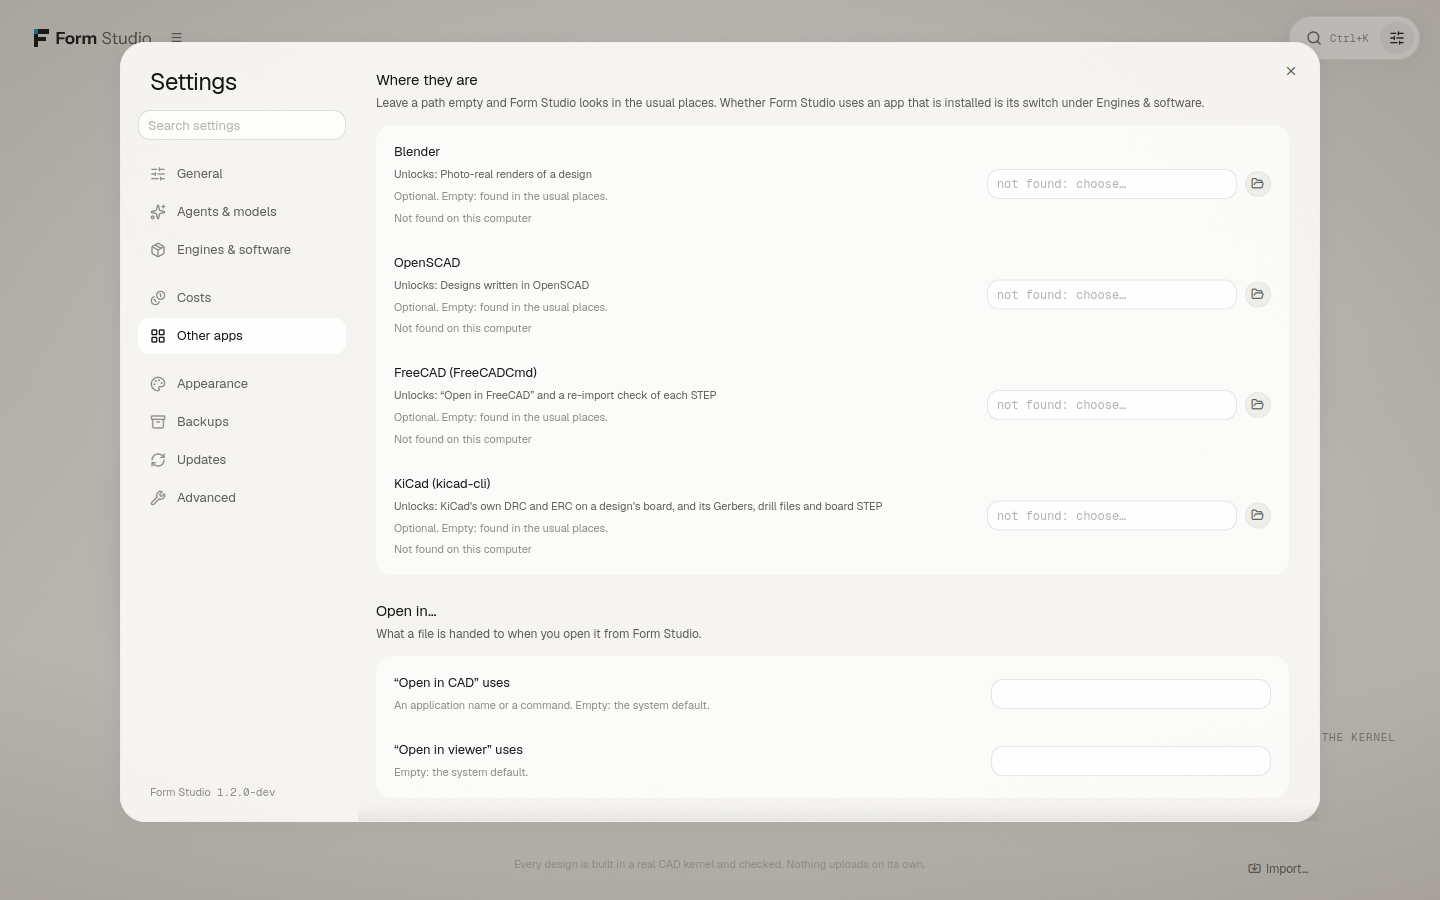 Form Studio
Ctrl+K
Settings
Search settings
General
Agents & models
Engines & software
Costs
Other apps
Appearance
Backups
Updates
Advanced
Form Studio 1.2.0-dev
Where they are
Leave a path empty and Form Studio looks in the usual places. Whether Form Studio uses an app that is installed is its switch under Engines & software.
Blender
Unlocks: Photo-real renders of a design
Optional. Empty: found in the usual places.
Not found on this computer
not found: choose…
OpenSCAD
Unlocks: Designs written in OpenSCAD
Optional. Empty: found in the usual places.
Not found on this computer
not found: choose…
FreeCAD (FreeCADCmd)
Unlocks: “Open in FreeCAD” and a re-import check of each STEP
Optional. Empty: found in the usual places.
Not found on this computer
not found: choose…
KiCad (kicad-cli)
Unlocks: KiCad's own DRC and ERC on a design's board, and its Gerbers, drill files and board STEP
Optional. Empty: found in the usual places.
Not found on this computer
not found: choose…
Open in…
What a file is handed to when you open it from Form Studio.
“Open in CAD” uses
An application name or a command. Empty: the system default.
“Open in viewer” uses
Empty: the system default.
THE KERNEL
Every design is built in a real CAD kernel and checked. Nothing uploads on its own.
Import…